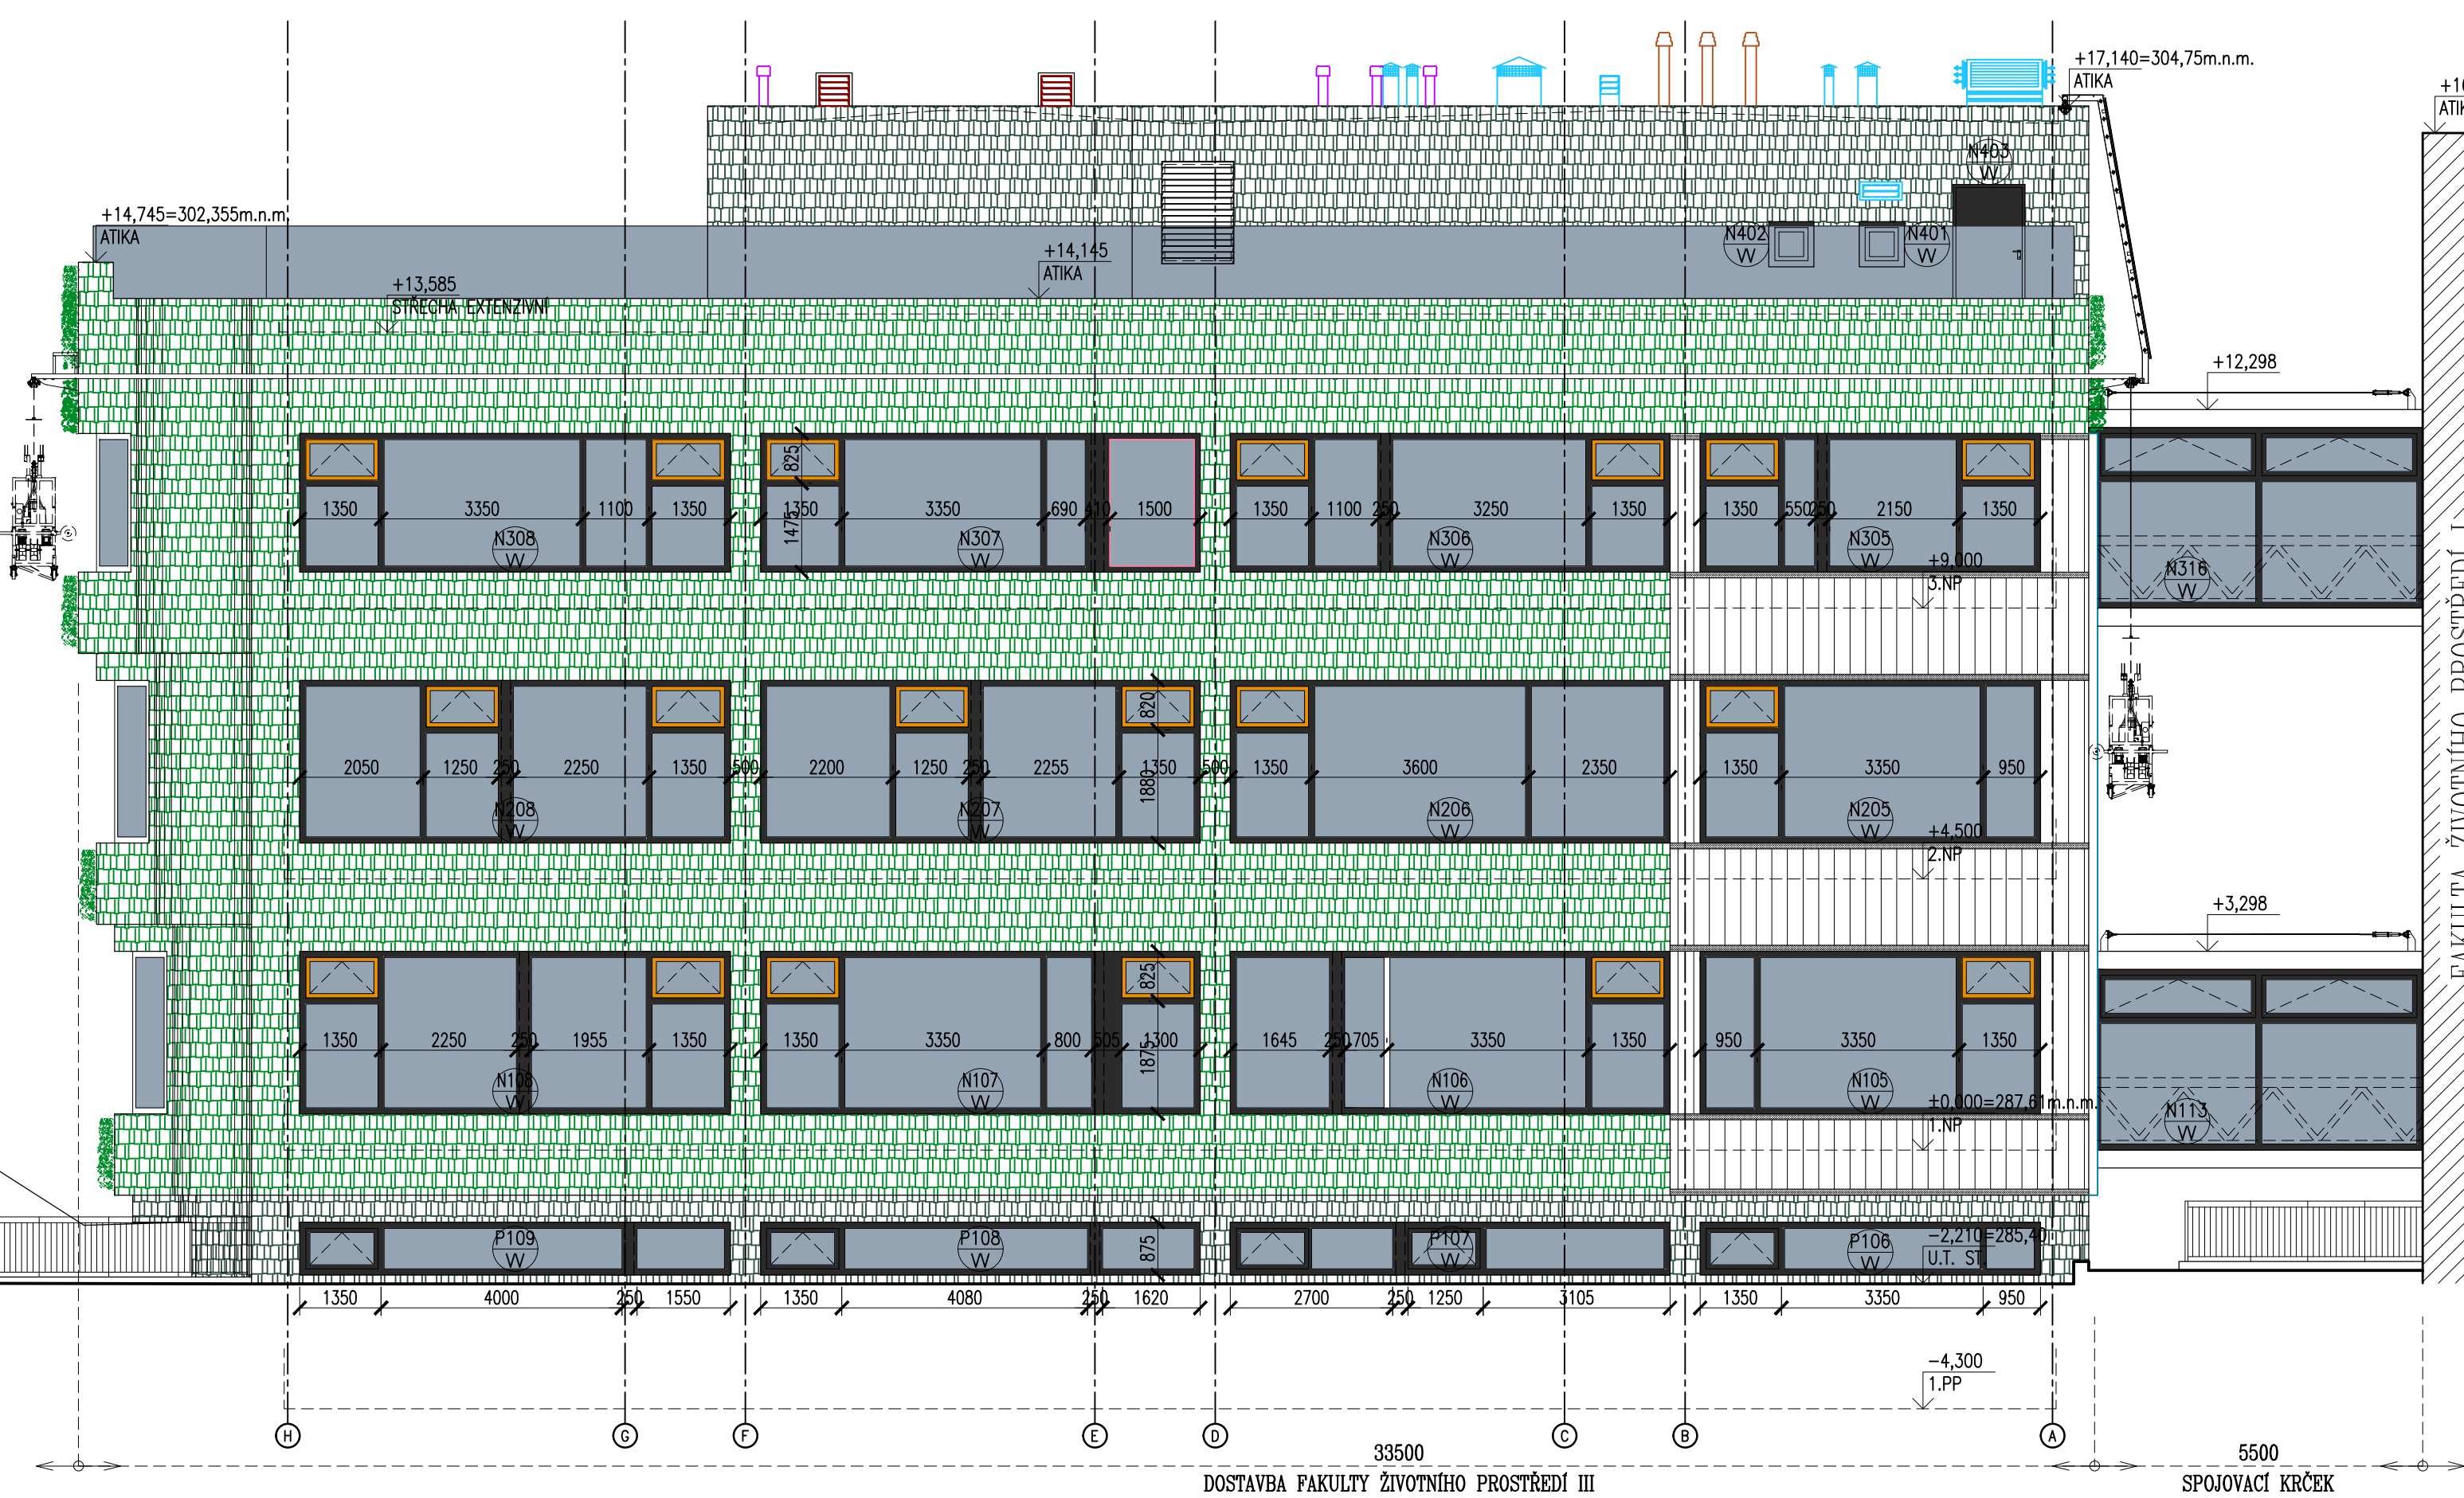 +17,140=304,75m.n.m.
ATIKA
N403
W
+14,745=302,355m.n.m
ATIKA
N402
W
N401
W
+14,145
ATIKA
+13,585
STŘECHA EXTENZIVNÍ
+12,298
825
1350 3350 1100 1350
1350 3350 690 410 1500
1350 1100 250 3250 1350
1350 550 250 2150 1350
1475
N308
W
N307
W
N306
W
N305
W
+9,000
3.NP
N316
W
820
2050 1250 250 2250 1350 500 2200 1250 250 2255 1350 500 1350 3600 2350
1350 3350 950
1880
N208
W
N207
W
N206
W
N205
W
+4,500
2.NP
+3,298
825
1350 2250 250 1955 1350
1350 3350 800 505 1300
1645 250 705 3350 1350
950 3350 1350
1875
N108
W
N107
W
N106
W
N105
W
±0,000=287,61m.n.m.
1.NP
N113
W
P109
W
P108
W
875
P107
W
P106
W
-2,210=285,40
U.T. ST.
1350 4000 250 1550
1350 4080 250 1620
2700 250 1250 3105
1350 3350 950
-4,300
1.PP
H G F E D C B A
33500
DOSTAVBA FAKULTY ŽIVOTNÍHO PROSTŘEDÍ III
5500
SPOJOVACÍ KRČEK
FAKULTA ŽIVOTNÍHO PROSTŘEDÍ I